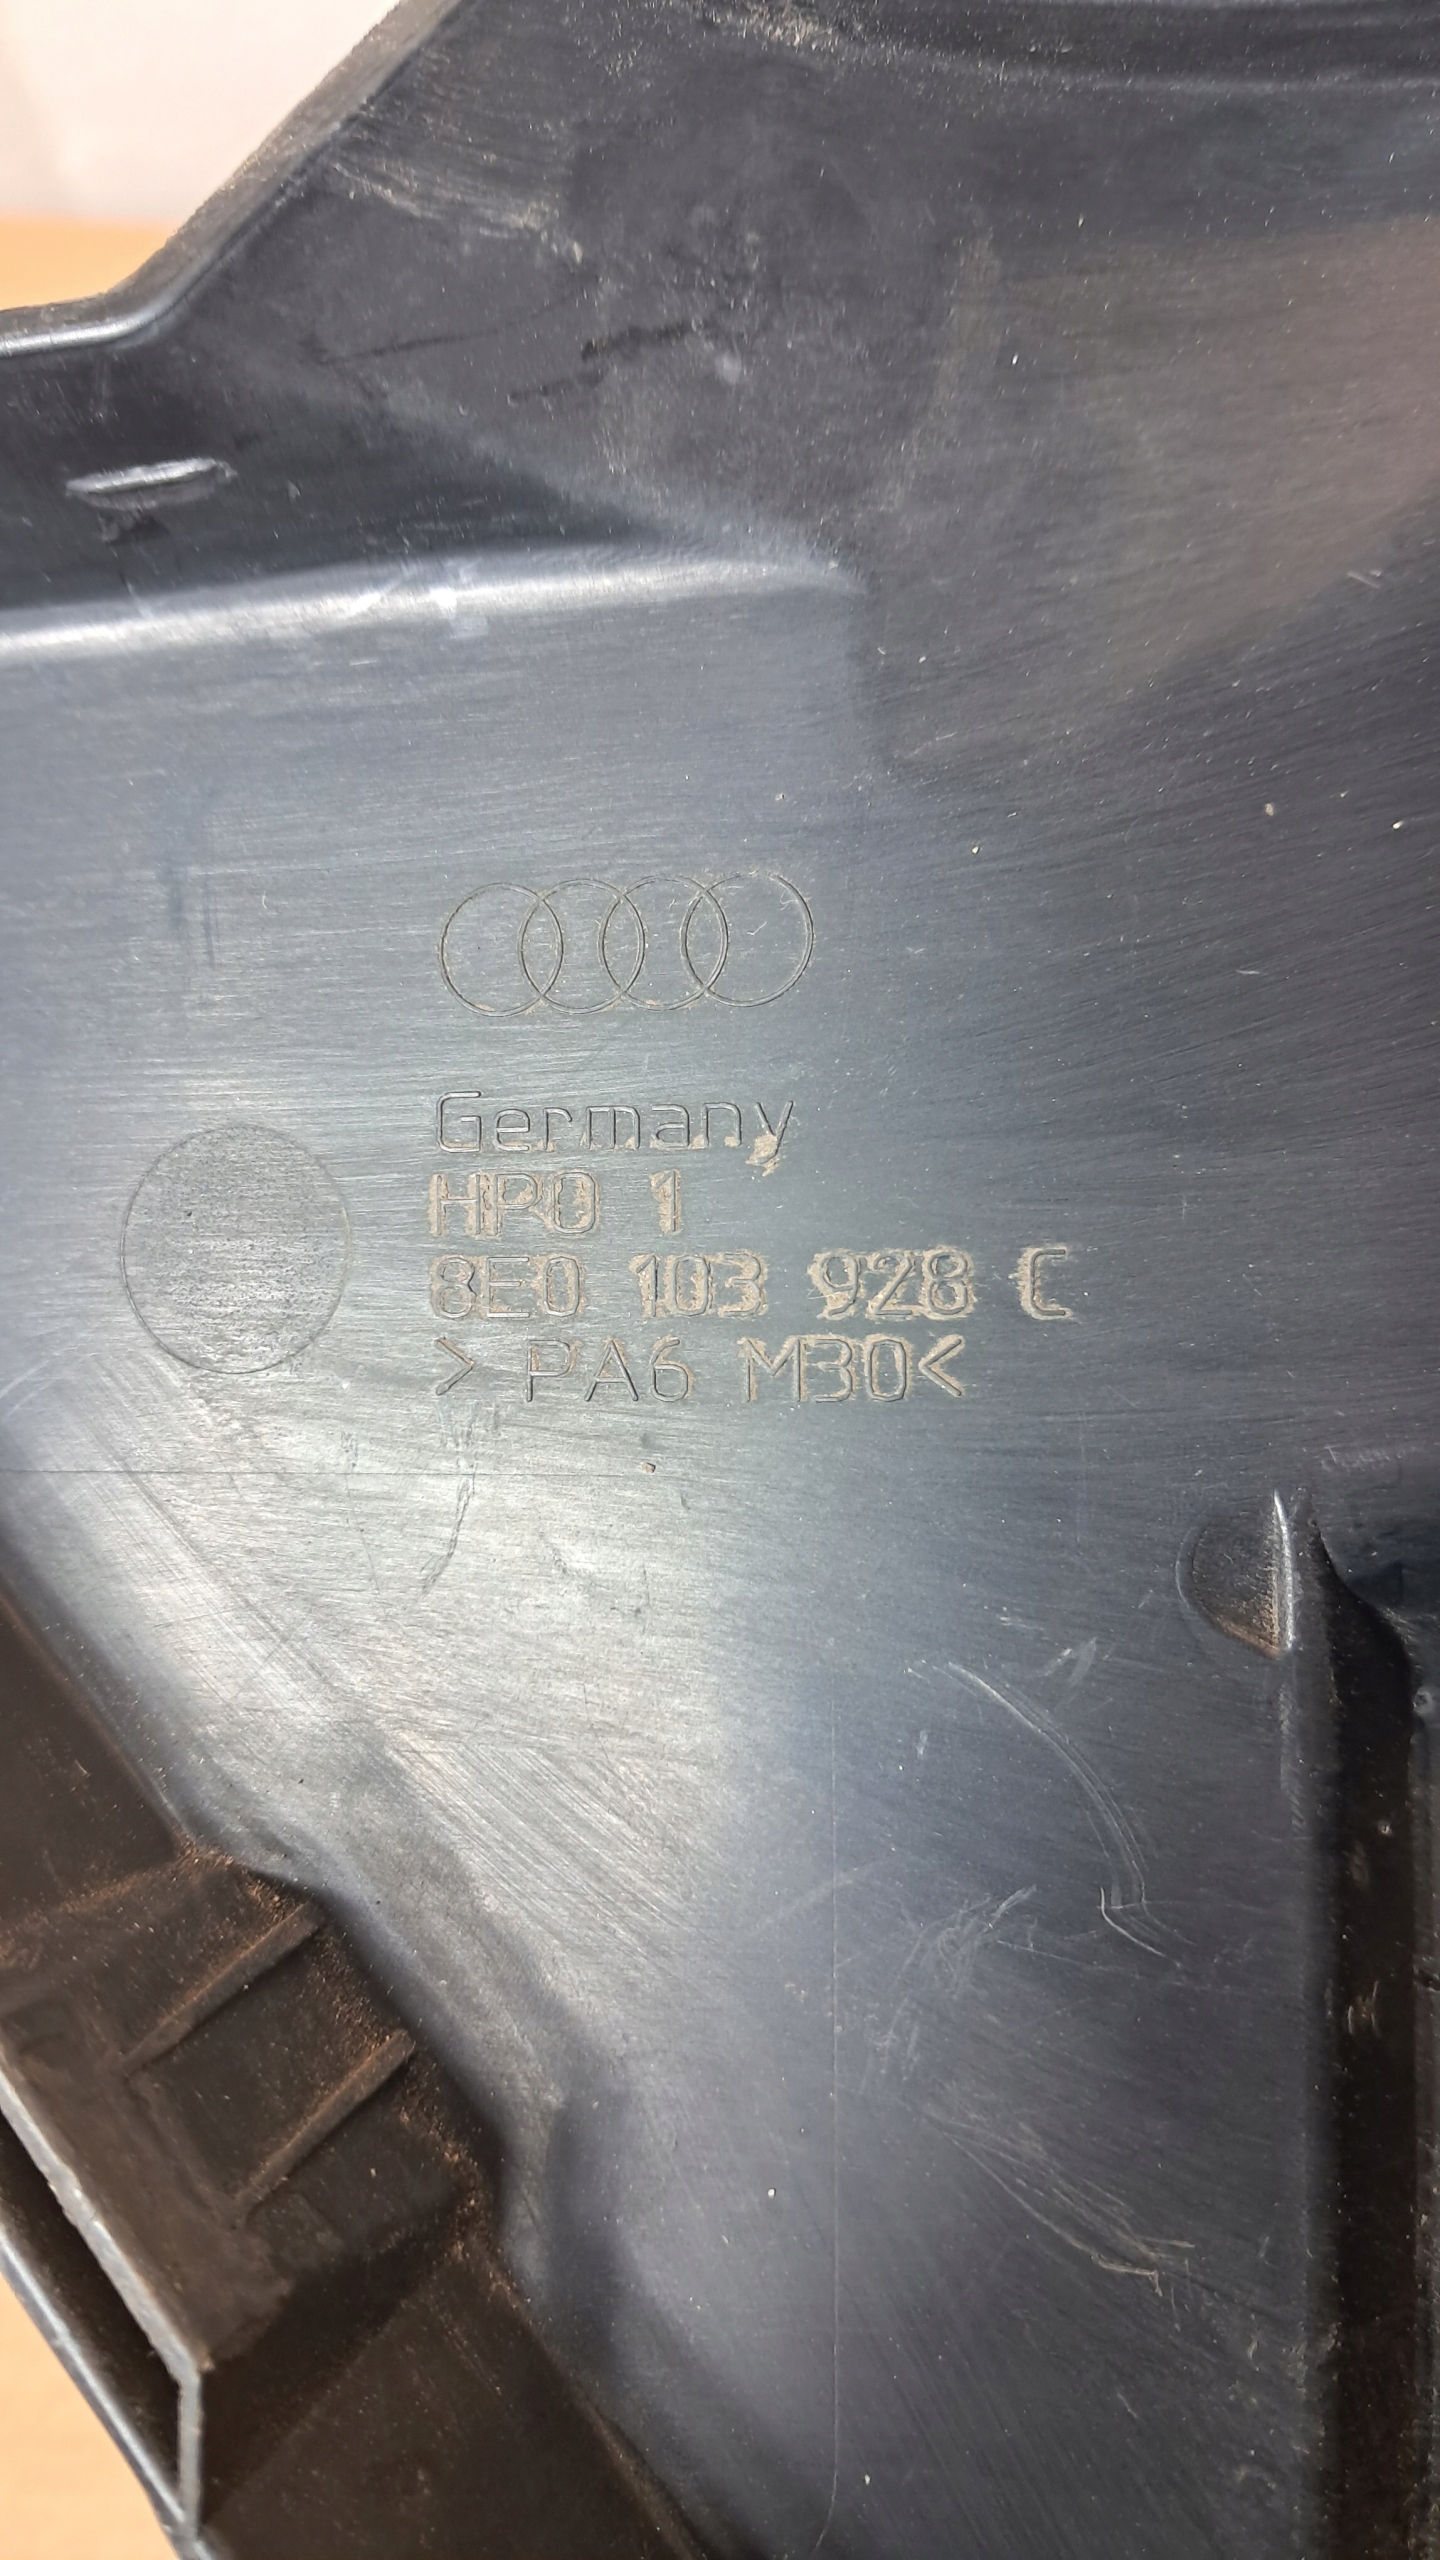 Germany
HPO 1
8E0 103 928 C
> PA6 M30<